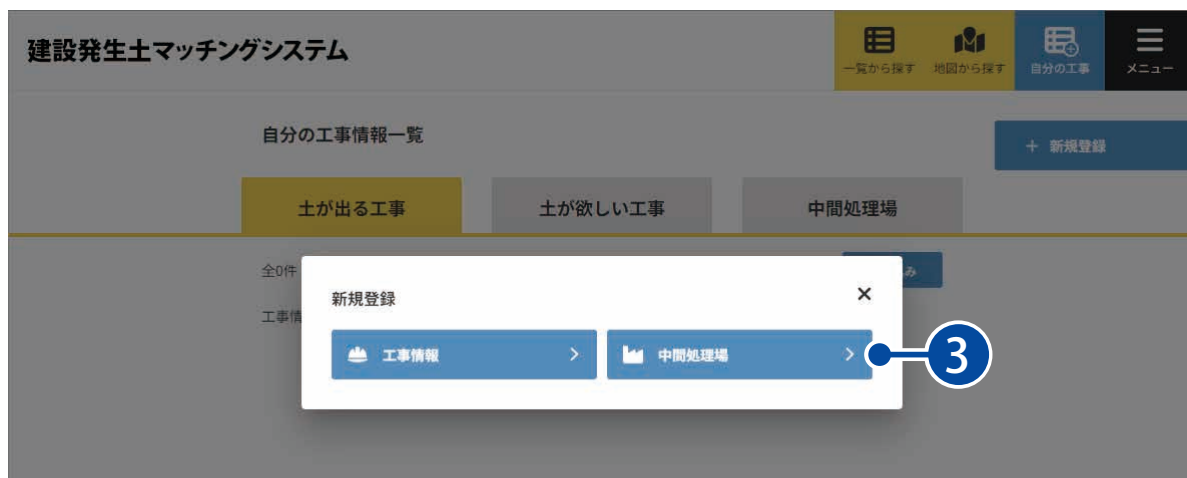 建設発生土マッチングシステム
一覧から探す
地図から探す
自分の工事
メニュー
自分の工事情報一覧
+ 新規登録
土が出る工事
土が欲しい工事
中間処理場
全0件
み
工事情
新規登録
×
工事情報
中間処理場
3